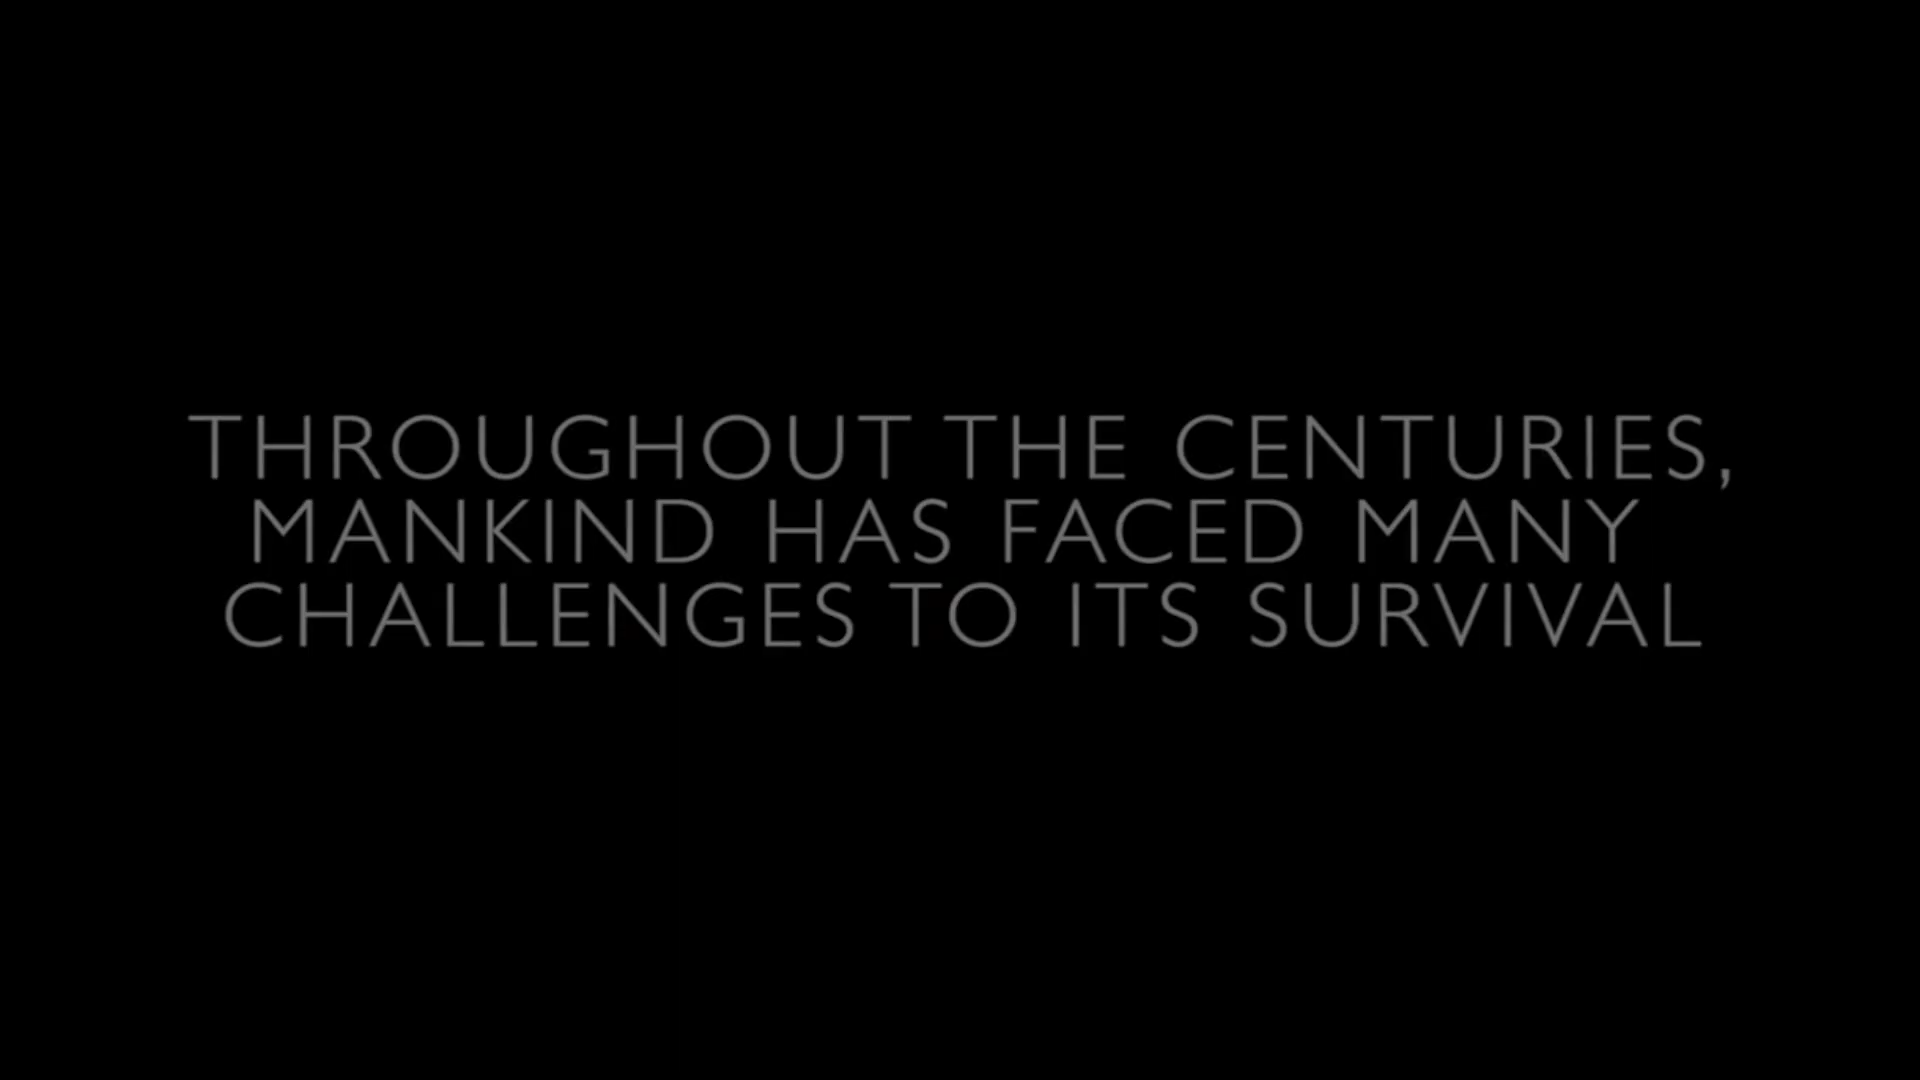 THROUGHOUT THE CENTURIES,
MANKIND HAS FACED MANY
CHALLENGES TO ITS SURVIVAL